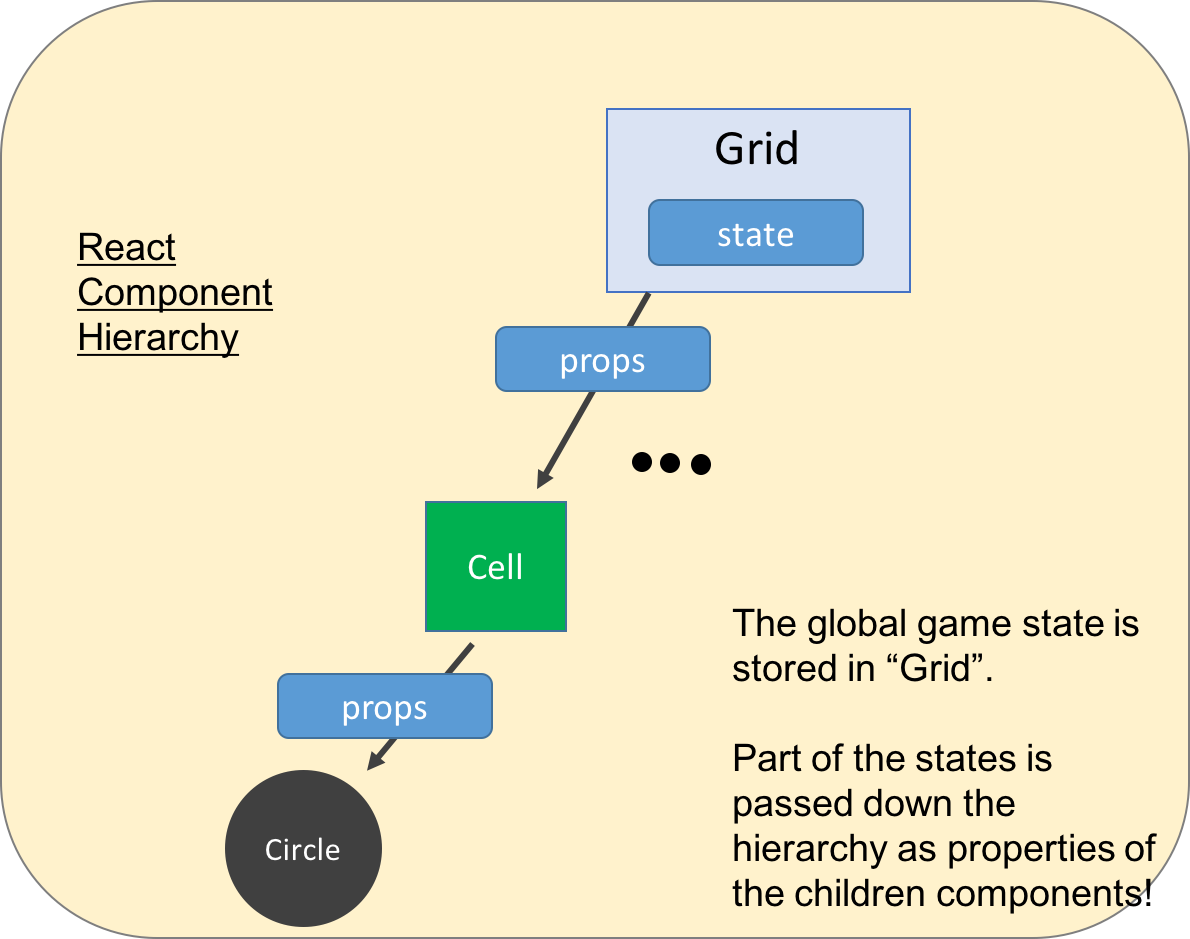 Grid
state
React
Component
Hierarchy
props
Cell
The global game state is
stored in “Grid”.
props
Part of the states is
passed down the
hierarchy as properties of
the children components!
Circle